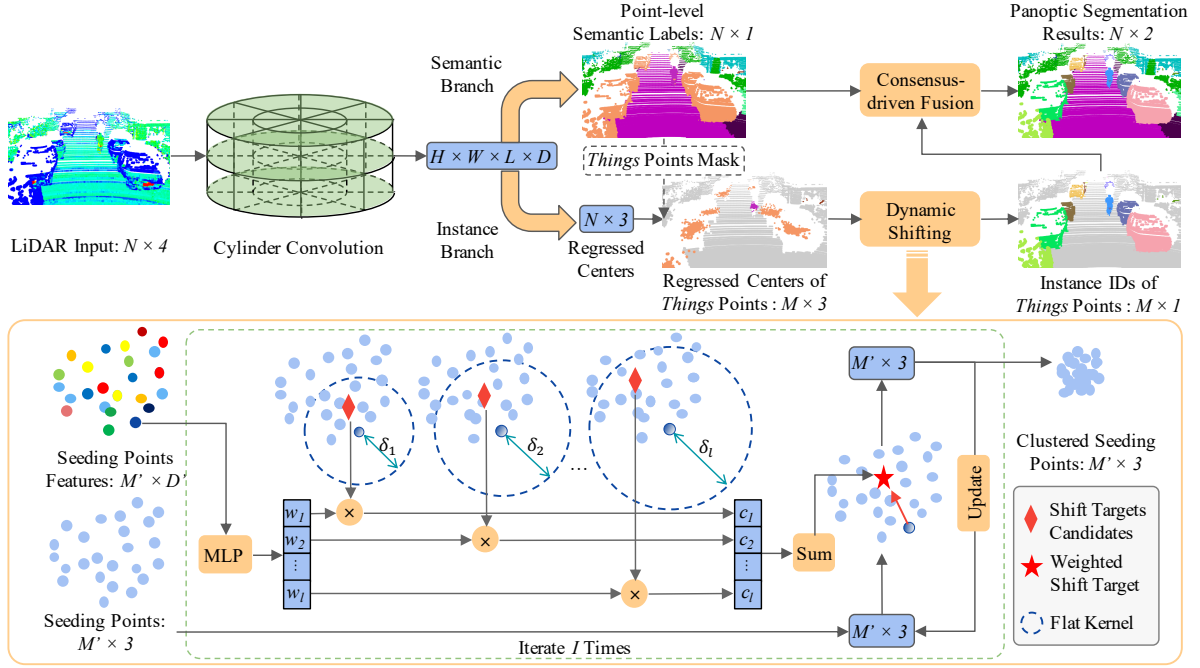 Point-level
Semantic Labels: N × 1
Panoptic Segmentation
Results: N × 2
Semantic
Branch
Consensus-
driven Fusion
H × W × L × D
Things Points Mask
LiDAR Input: N × 4
Cylinder Convolution
Instance
Branch
N × 3
Regressed
Centers
Dynamic
Shifting
Regressed Centers of
Things Points : M × 3
Instance IDs of
Things Points : M × 1
Seeding Points
Features: M' × D'
Seeding Points:
M' × 3
MLP
δ1
δ2
...
δl
w1
w2
⋮
wl
×
×
×
c1
c2
⋮
cl
Sum
M' × 3
M' × 3
Update
Iterate I Times
Clustered Seeding
Points: M' × 3
Shift Targets
Candidates
Weighted
Shift Target
Flat Kernel